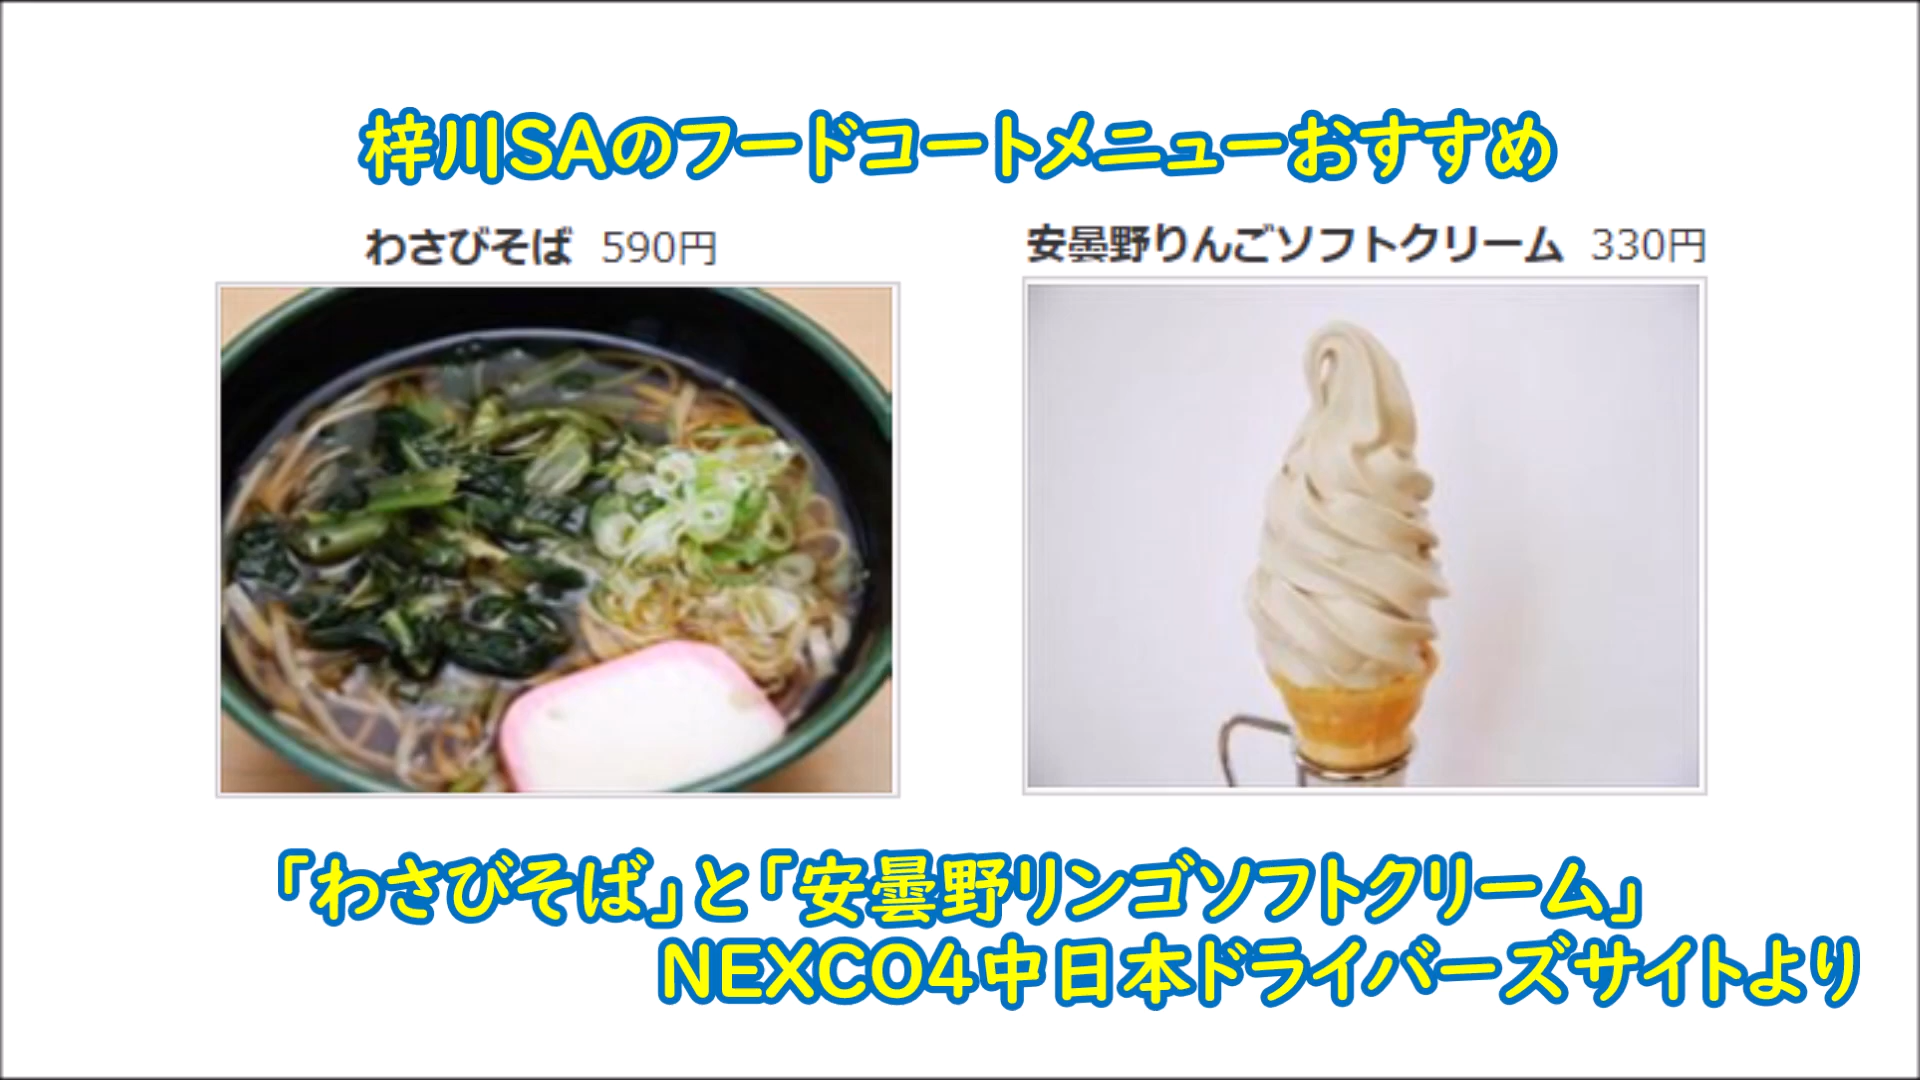 梓川SAのフードコートメニューおすすめ
わさびそば 590円
安曇野りんごソフトクリーム 330円
「わさびそば」と「安曇野リンゴソフトクリーム」
NEXCO4中日本ドライバーズサイトより